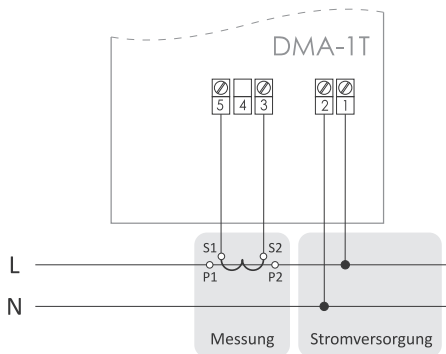 DMA-1T
5 4 3 2 1
S1 S2
L
P1 P2
N
Messung Stromversorgung